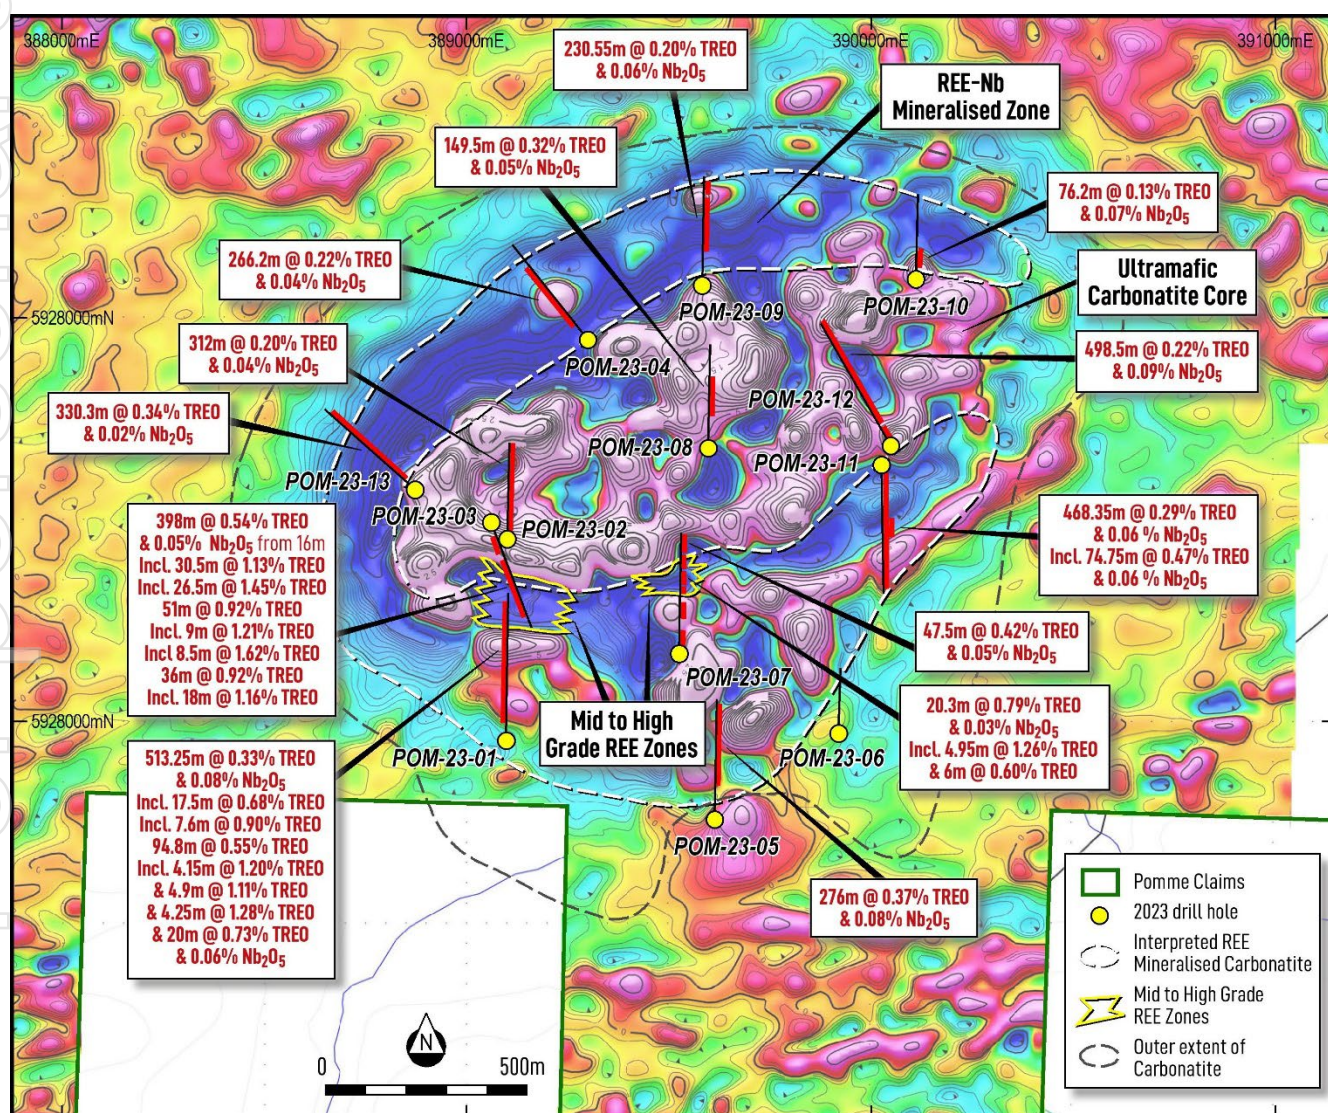 388000mE
389000mE
390000mE
391000mE
230.55m @ 0.20% TREO
& 0.06% Nb₂O₅
REE-Nb
Mineralised Zone
149.5m @ 0.32% TREO
& 0.05% Nb₂O₅
76.2m @ 0.13% TREO
& 0.07% Nb₂O₅
266.2m @ 0.22% TREO
& 0.04% Nb₂O₅
Ultramafic
Carbonatite Core
5928000mN
POM-23-09
POM-23-10
POM-23-04
312m @ 0.20% TREO
& 0.04% Nb₂O₅
498.5m @ 0.22% TREO
& 0.09% Nb₂O₅
330.3m @ 0.34% TREO
& 0.02% Nb₂O₅
POM-23-12
POM-23-08
POM-23-11
POM-23-13
POM-23-03
POM-23-02
398m @ 0.54% TREO
& 0.05% Nb₂O₅ from 16m
Incl. 30.5m @ 1.13% TREO
Incl. 26.5m @ 1.45% TREO
51m @ 0.92% TREO
Incl. 9m @ 1.21% TREO
Incl 8.5m @ 1.62% TREO
36m @ 0.92% TREO
Incl. 18m @ 1.16% TREO
468.35m @ 0.29% TREO
& 0.06 % Nb₂O₅
Incl. 74.75m @ 0.47% TREO
& 0.06 % Nb₂O₅
47.5m @ 0.42% TREO
& 0.05% Nb₂O₅
POM-23-07
20.3m @ 0.79% TREO
& 0.03% Nb₂O₅
Incl. 4.95m @ 1.26% TREO
& 6m @ 0.60% TREO
5928000mN
Mid to High
Grade REE Zones
POM-23-01
POM-23-06
513.25m @ 0.33% TREO
& 0.08% Nb₂O₅
Incl. 17.5m @ 0.68% TREO
Incl. 7.6m @ 0.90% TREO
94.8m @ 0.55% TREO
Incl. 4.15m @ 1.20% TREO
& 4.9m @ 1.11% TREO
& 4.25m @ 1.28% TREO
& 20m @ 0.73% TREO
& 0.06% Nb₂O₅
POM-23-05
276m @ 0.37% TREO
& 0.08% Nb₂O₅
Pomme Claims
2023 drill hole
Interpreted REE
Mineralised Carbonatite
Mid to High Grade
REE Zones
Outer extent of
Carbonatite
N
0
500m